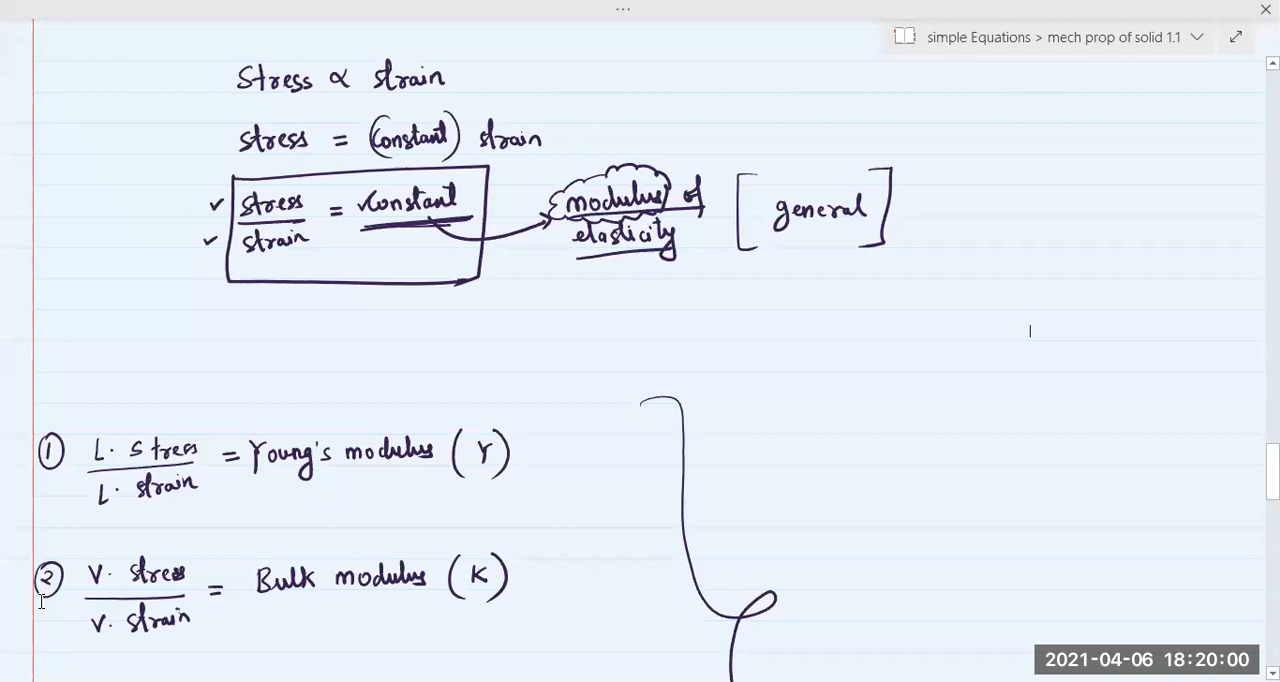 ...
simple Equations > mech prop of solid 1.1
Stress ∝ strain
stress = (Constant) strain
stress / strain = Constant
modulus of elasticity
[general]
① L. stress / L. strain = Young's modulus (Y)
② V. stress / V. strain = Bulk modulus (K)
2021-04-06 18:20:00